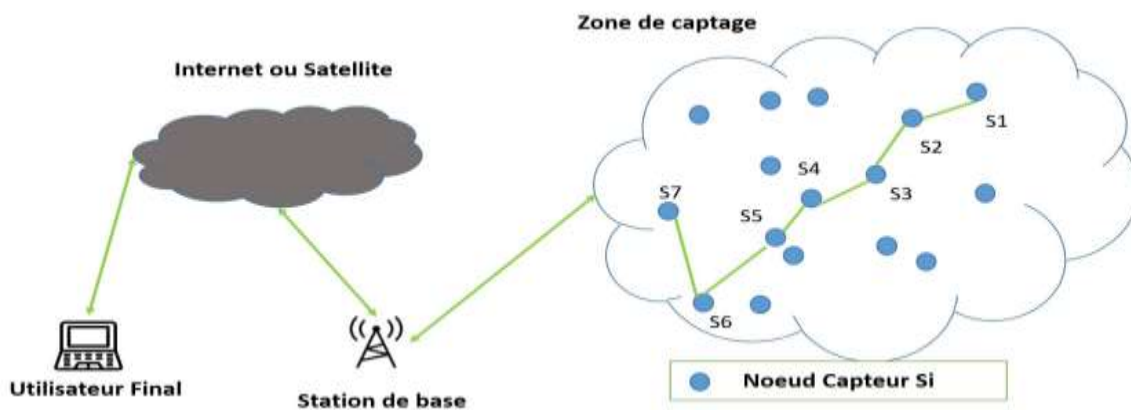 Zone de captage
Internet ou Satellite
S1
S2
S4
S3
S7
S5
S6
Utilisateur Final
Station de base
Noeud Capteur Si